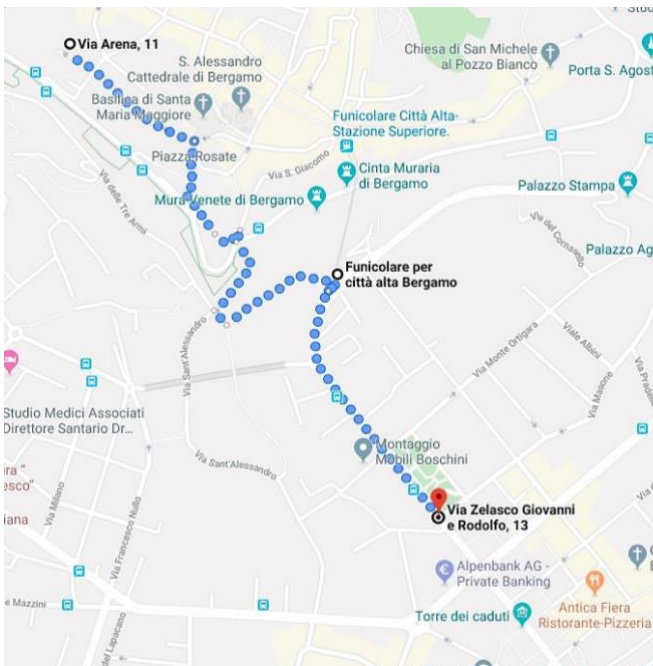 Via Arena, 11
S. Alessandro
Cattedrale di Bergamo
Chiesa di San Michele
al Pozzo Bianco
Porta S. Agost
Basilica di Santa
Maria Maggiore
Funicolare Città Alta-
Stazione Superiore.
Piazza Rosate
Via S. Giacomo
Cinta Muraria
di Bergamo
Via delle Tre Armi
Mura Venete di Bergamo
Palazzo Stampa
Palazzo Ag
Funicolare per
città alta Bergamo
Via Sant'Alessandro
Via Monte Ortigara
Viale Albini
Via Masone
Studio Medici Associati
Direttore Santario Dr...
Montaggio
Mobili Boschini
Via Sant'Alessandro
Via Milano
Via Francesco Nullo
Via Zelasco Giovanni
e Rodolfo, 13
Alpenbank AG -
Private Banking
Antica Fiera
Ristorante-Pizzeria
Torre dei caduti
e Mazzini